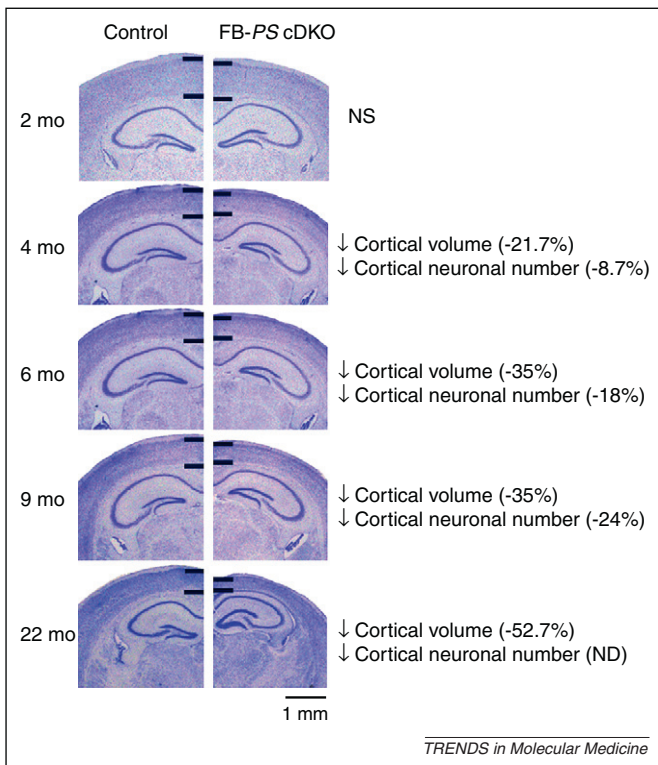 Control FB-PS cDKO
2 mo NS
4 mo ↓ Cortical volume (-21.7%)
↓ Cortical neuronal number (-8.7%)
6 mo ↓ Cortical volume (-35%)
↓ Cortical neuronal number (-18%)
9 mo ↓ Cortical volume (-35%)
↓ Cortical neuronal number (-24%)
22 mo ↓ Cortical volume (-52.7%)
↓ Cortical neuronal number (ND)
1 mm
TRENDS in Molecular Medicine